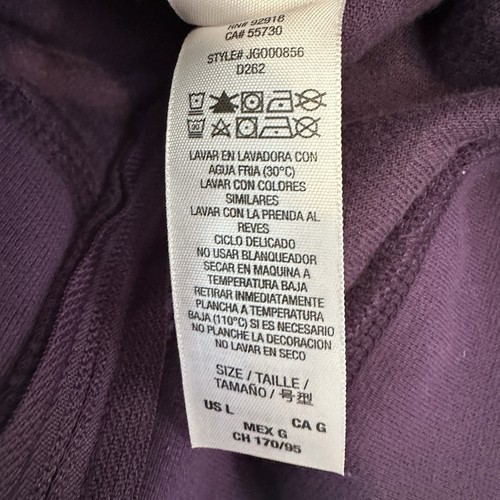 RN# 92918
CA# 55730
STYLE# JG000856
D262
LAVAR EN LAVADORA CON
AGUA FRIA (30°C)
LAVAR CON COLORES
SIMILARES
LAVAR CON LA PRENDA AL
REVES
CICLO DELICADO
NO USAR BLANQUEADOR
SECAR EN MAQUINA A
TEMPERATURA BAJA
RETIRAR INMEDIATAMENTE
PLANCHA A TEMPERATURA
BAJA (110°C) SI ES NECESARIO
NO PLANCHE LA DECORACION
NO LAVAR EN SECO
SIZE / TAILLE /
TAMAÑO / 号型
US L CA G
MEX G
CH 170/95